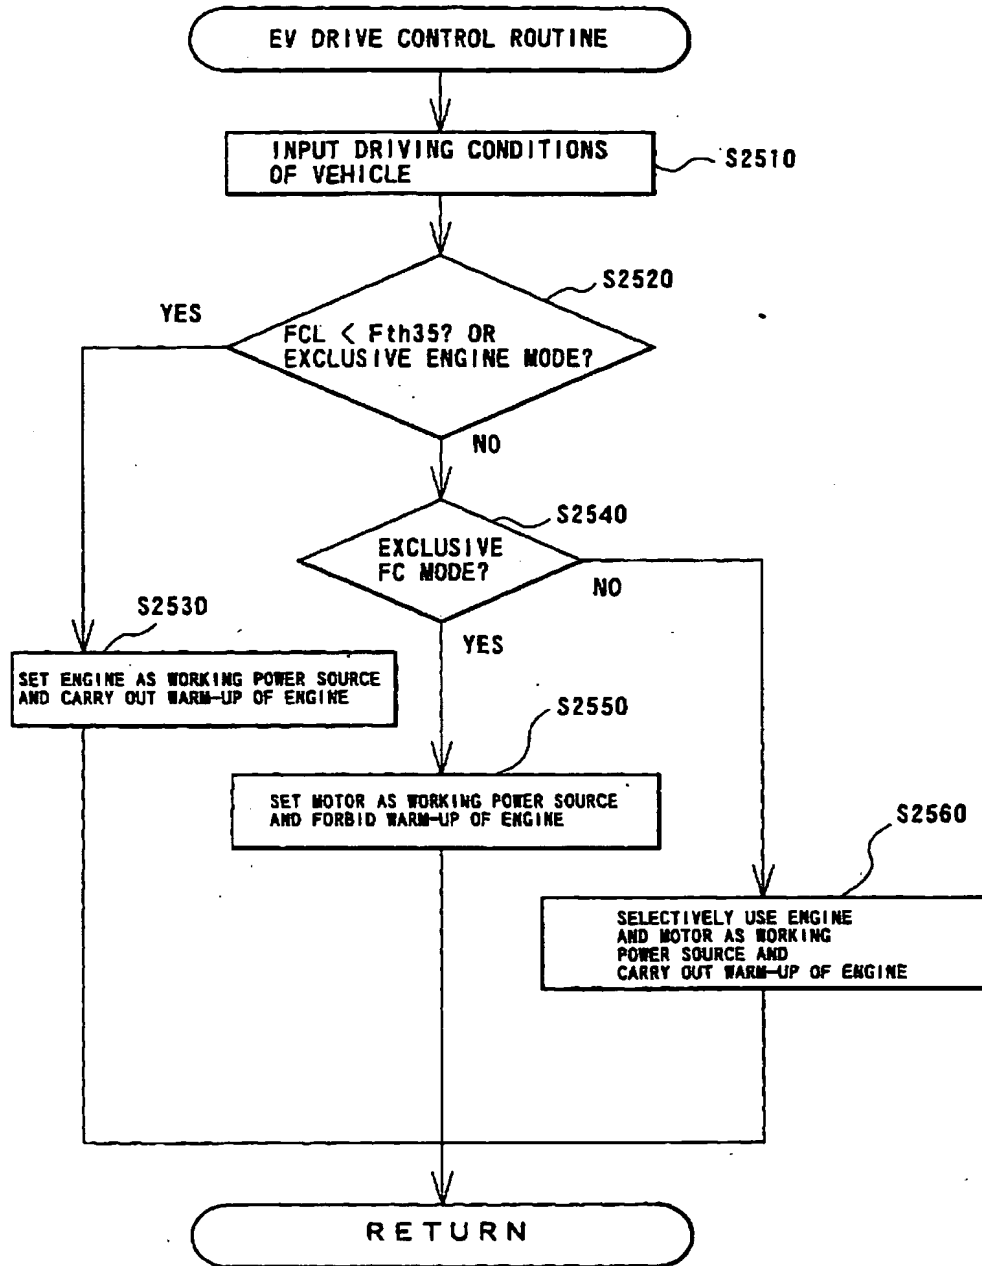 EV DRIVE CONTROL ROUTINE
INPUT DRIVING CONDITIONS
OF VEHICLE
S2510
S2520
YES
FCL < Fth35? OR
EXCLUSIVE ENGINE MODE?
NO
S2540
EXCLUSIVE
FC MODE?
NO
S2530
YES
SET ENGINE AS WORKING POWER SOURCE
AND CARRY OUT WARM-UP OF ENGINE
S2550
SET MOTOR AS WORKING POWER SOURCE
AND FORBID WARM-UP OF ENGINE
S2560
SELECTIVELY USE ENGINE
AND MOTOR AS WORKING
POWER SOURCE AND
CARRY OUT WARM-UP OF ENGINE
RETURN